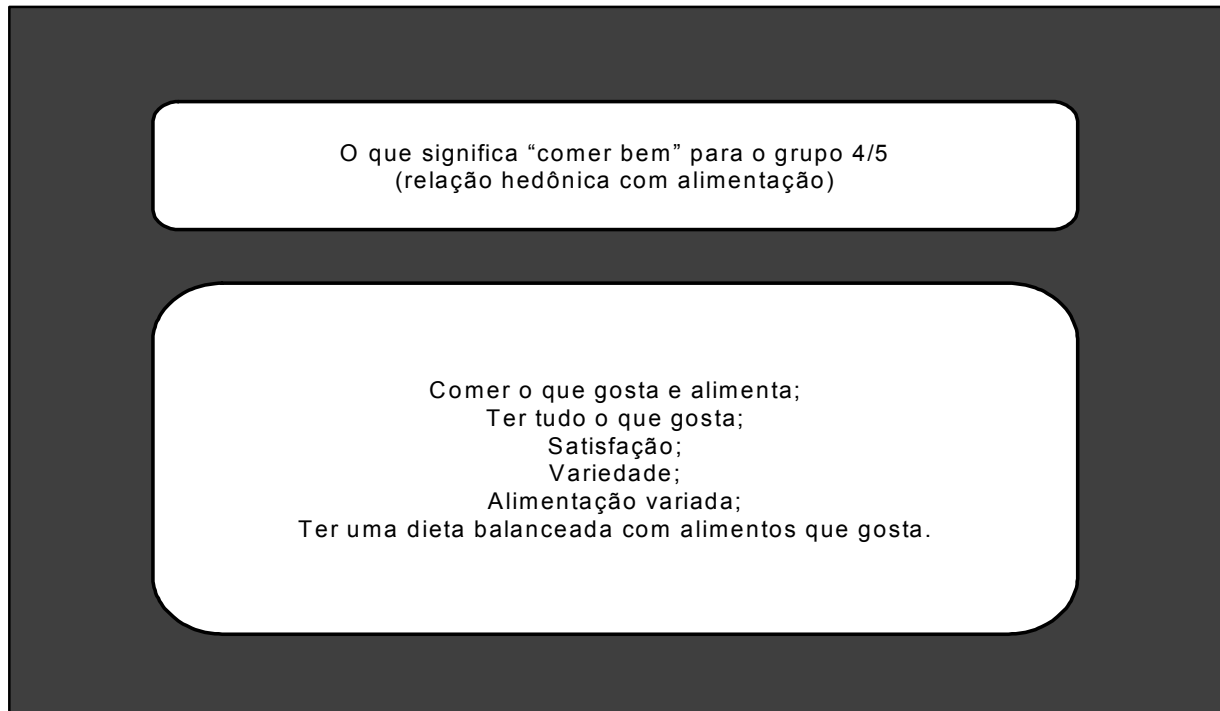 O que significa “comer bem” para o grupo 4/5
(relação hedônica com alimentação)
Comer o que gosta e alimenta;
Ter tudo o que gosta;
Satisfação;
Variedade;
Alimentação variada;
Ter uma dieta balanceada com alimentos que gosta.